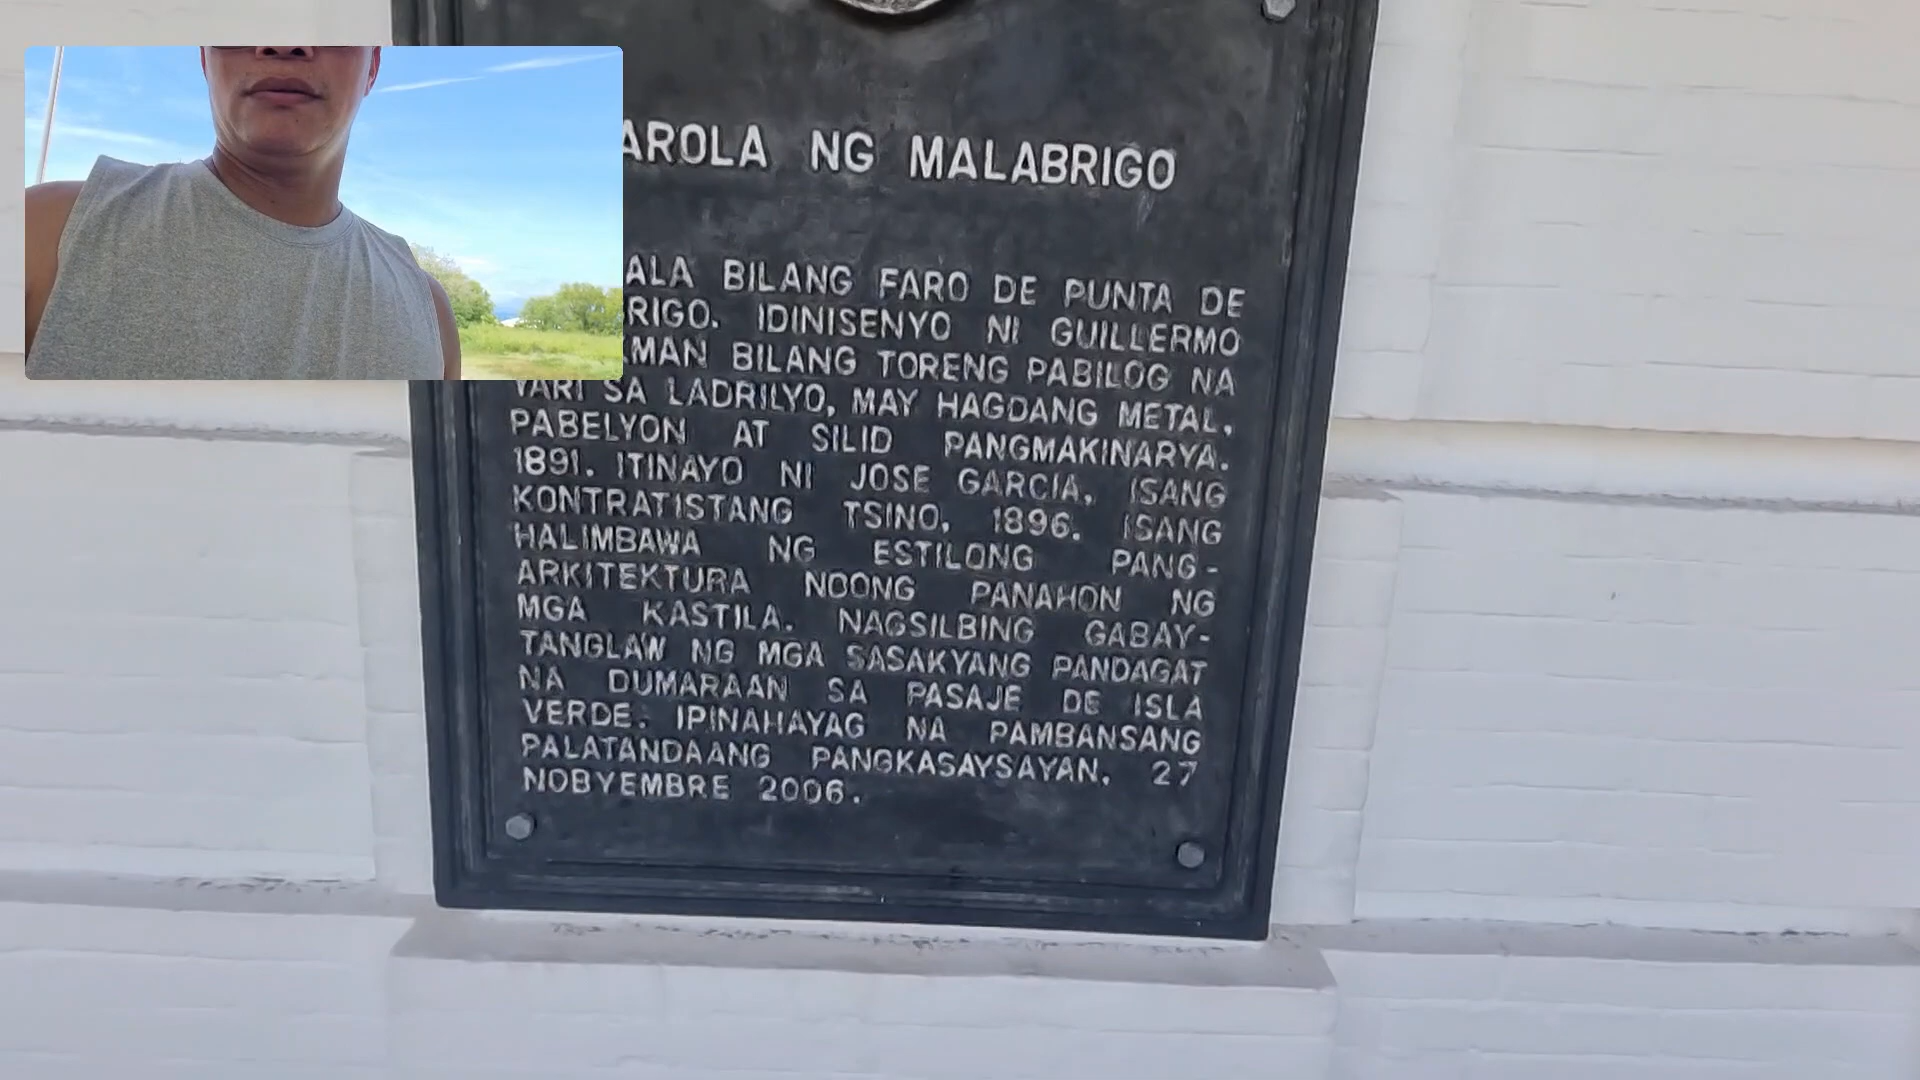 AROLA NG MALABRIGO
ALA BILANG FARO DE PUNTA DE
RIGO. IDINISENYO NI GUILLERMO
MAN BILANG TORENG PABILOG NA
YARI SA LADRILYO, MAY HAGDANG METAL,
PABELYON AT SILID PANGMAKINARYA.
1891. ITINAYO NI JOSE GARCIA, ISANG
KONTRATISTANG TSINO, 1896. ISANG
HALIMBAWA NG ESTILONG PANG-
ARKITEKTURA NOONG PANAHON NG
MGA KASTILA. NAGSILBING GABAY-
TANGLAW NG MGA SASAKYANG PANDAGAT
NA DUMARAAN SA PASAJE DE ISLA
VERDE. IPINAHAYAG NA PAMBANSANG
PALATANDAANG PANGKASAYSAYAN, 27
NOBYEMBRE 2006.